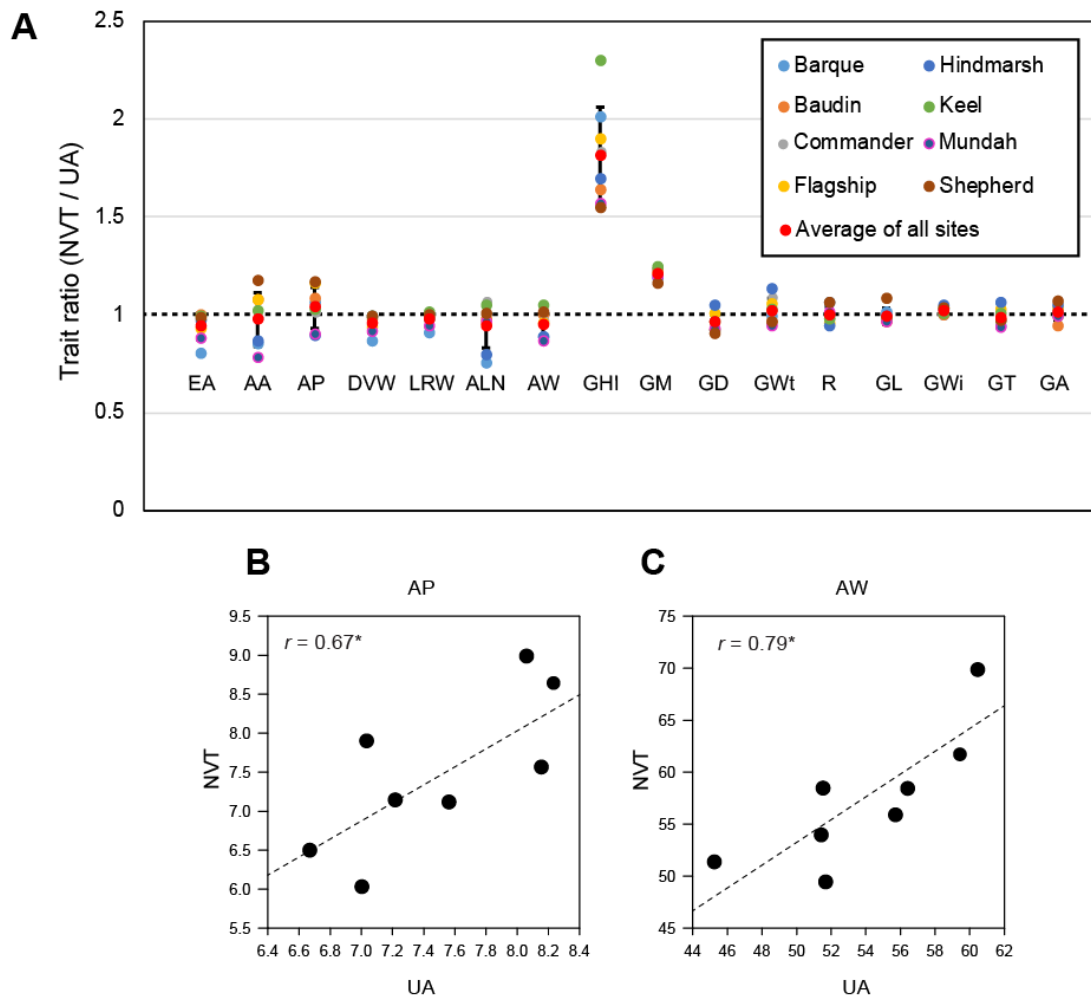 A
Trait ratio (NVT / UA)
2.5
2
1.5
1
0.5
0
Barque
Hindmarsh
Baudin
Keel
Commander
Mundah
Flagship
Shepherd
Average of all sites
EA AA AP DVW LRW ALN AW GHI GM GD GWt R GL GWi GT GA
B
AP
r = 0.67*
NVT
9.5
9.0
8.5
8.0
7.5
7.0
6.5
6.0
5.5
6.4 6.6 6.8 7.0 7.2 7.4 7.6 7.8 8.0 8.2 8.4
UA
C
AW
r = 0.79*
NVT
75
70
65
60
55
50
45
44 46 48 50 52 54 56 58 60 62
UA